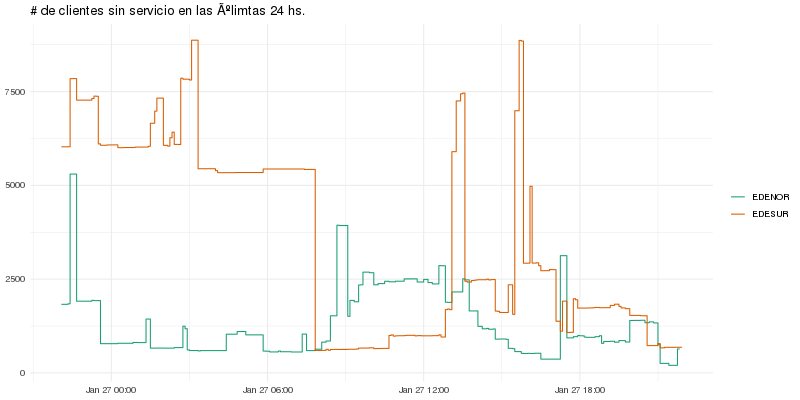 # de clientes sin servicio en las Ãºlimtas 24 hs.
7500
5000
2500
0
Jan 27 00:00
Jan 27 06:00
Jan 27 12:00
Jan 27 18:00
EDENOR
EDESUR